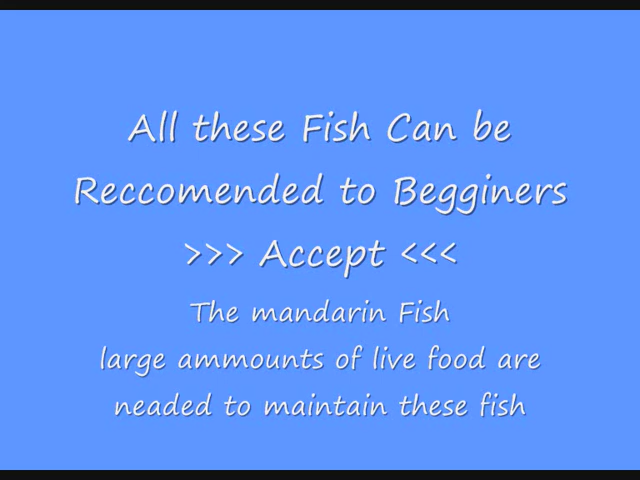 All these Fish Can be
Reccomended to Begginers
>>> Accept <<<
The mandarin Fish
large ammounts of live food are
neaded to maintain these fish